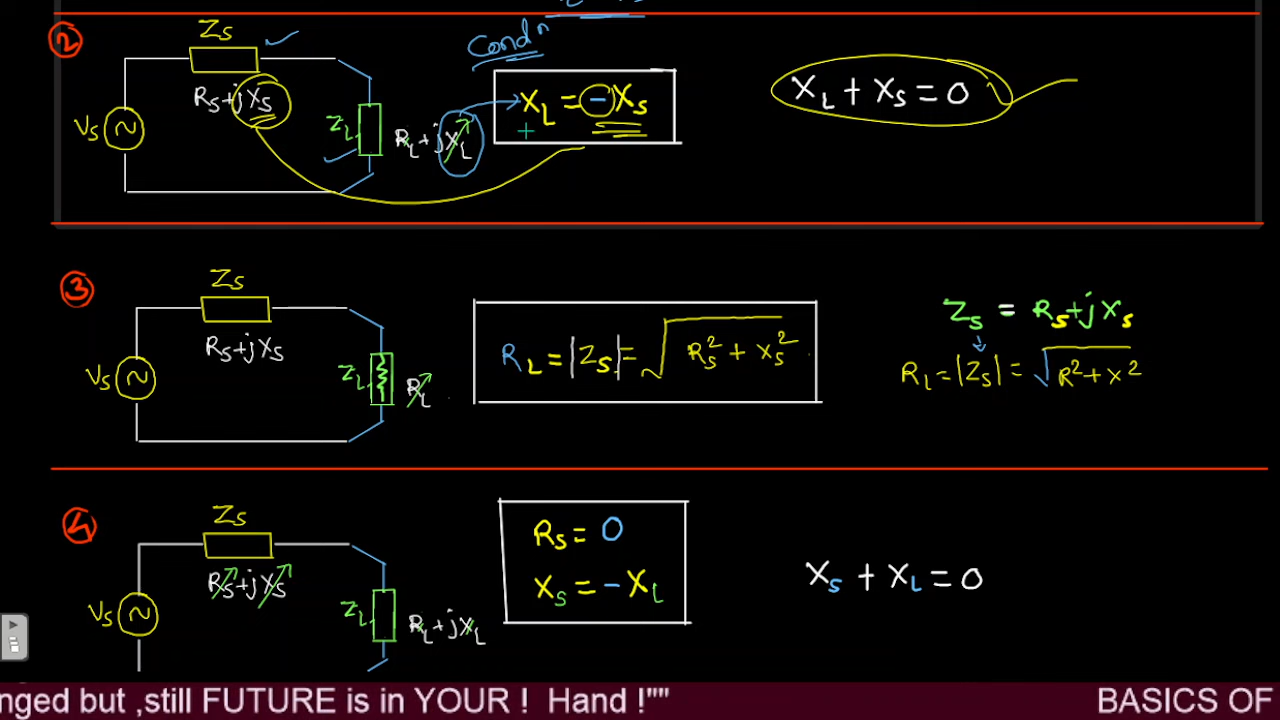 ②
Zs
Condⁿ
Rs+jXs
Vs
ZL
RL+jXL
XL = -Xs
+
XL + Xs = 0
③
Zs
Rs+jXs
Vs
ZL
RL
RL = |Zs| = √Rs² + Xs²
Zs = Rs+jXs
RL = |Zs| = √R² + X²
④
Zs
Rs+jXs
Vs
ZL
RL+jXL
Rs = 0
Xs = -XL
Xs + XL = 0
nged but ,still FUTURE is in YOUR ! Hand !"" BASICS OF